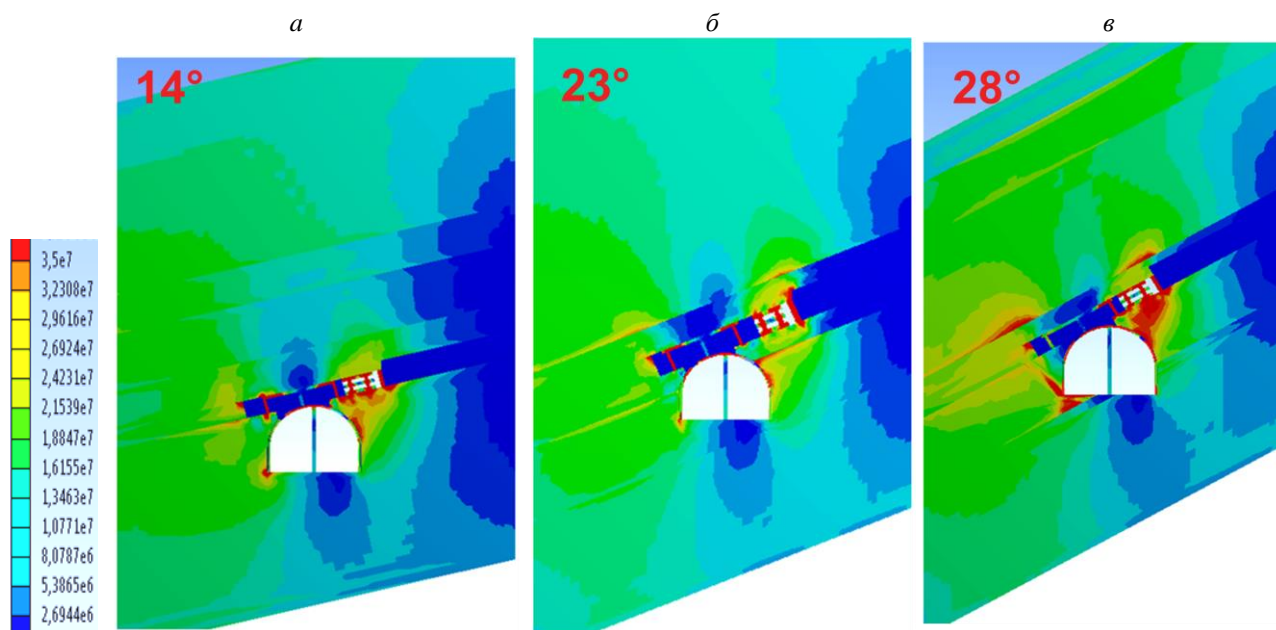 а
б
в
14°
23°
28°
3,5e7
3,2308e7
2,9616e7
2,6924e7
2,4231e7
2,1539e7
1,8847e7
1,6155e7
1,3463e7
1,0771e7
8,0787e6
5,3865e6
2,6944e6